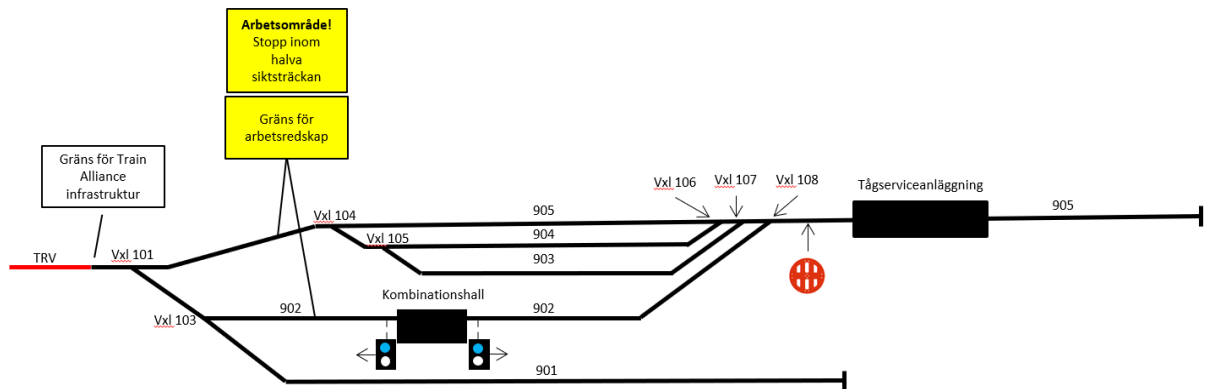 Arbetsområde!
Stopp inom
halva
siktsträckan
Gräns för
arbetsredskap
Gräns för Train
Alliance
infrastruktur
Vxl 106
Vxl 107
Vxl 108
Tågserviceanläggning
Vxl 104
905
905
Vxl 105
904
TRV
Vxl 101
903
Kombinationshall
Vxl 103
902
902
901